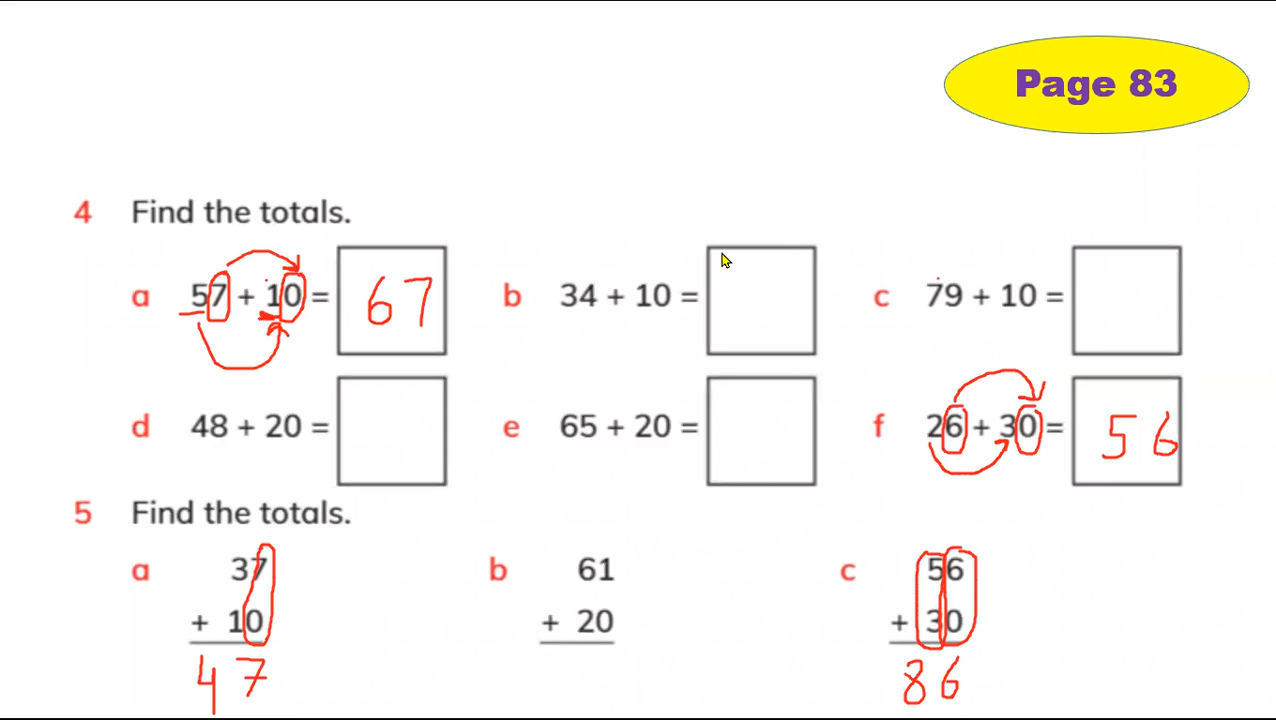 Page 83
4 Find the totals.
a 57 + 10 = 67 b 34 + 10 = c 79 + 10 =
d 48 + 20 = e 65 + 20 = f 26 + 30 = 56
5 Find the totals.
a 37 b 61 c 56
+ 10 + 20 + 30
47 86